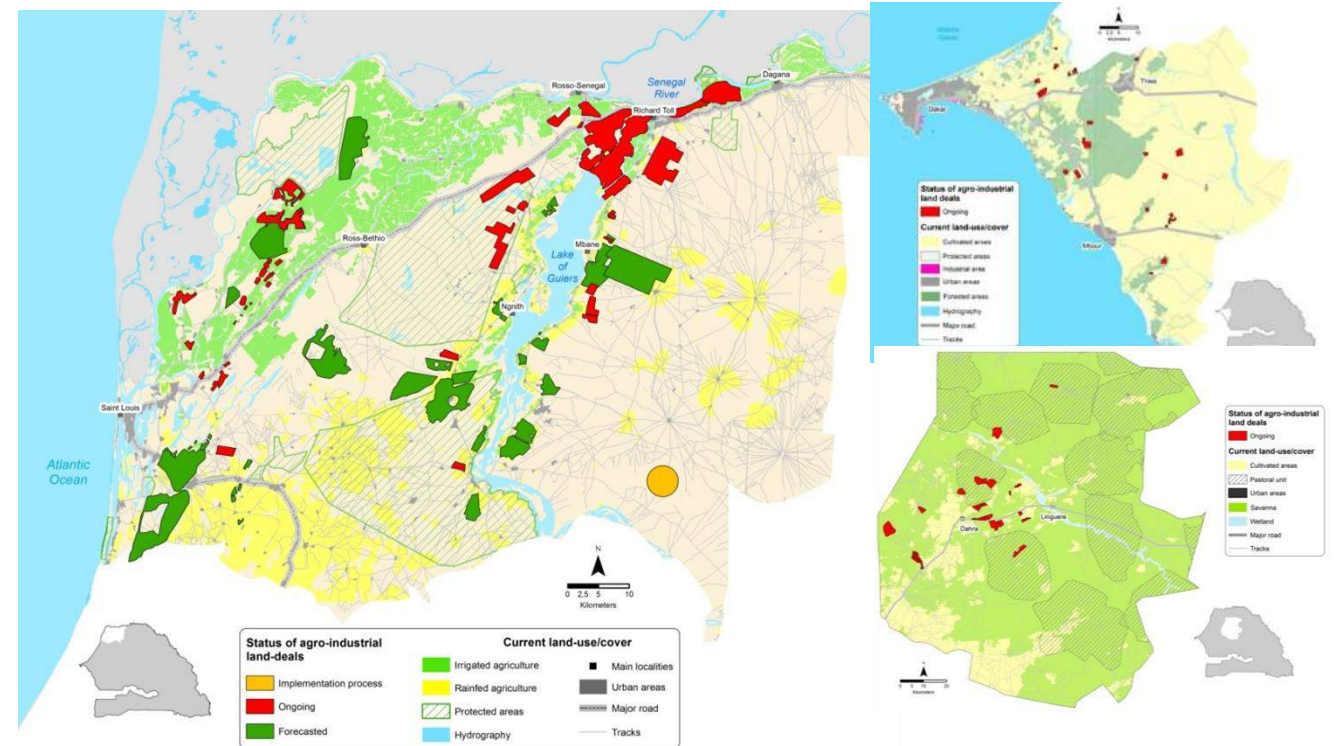 Rosso-Senegal
Senegal
River
Dagana
Richard Toll
Ross-Bethio
Mbane
Lake
of
Guiers
Ngnith
Saint Louis
Atlantic
Ocean
N
0 2,5 5 10
Kilometers
Status of agro-industrial
land-deals
Implementation process
Ongoing
Forecasted
Current land-use/cover
Irrigated agriculture
Rainfed agriculture
Protected areas
Hydrography
Main localities
Urban areas
Major road
Tracks
Atlantic
Ocean
Kilometers
Thies
Dakar
Mbour
Status of agro-industrial
land deals
Ongoing
Current land-use/cover
Cultivated areas
Protected areas
Industrial area
Urban areas
Forested areas
Hydrography
Major road
Tracks
Linguere
Dahra
Kilometers
Status of agro-industrial
land deals
Ongoing
Current land-use/cover
Cultivated areas
Pastoral unit
Urban areas
Savanna
Wetland
Major road
Tracks